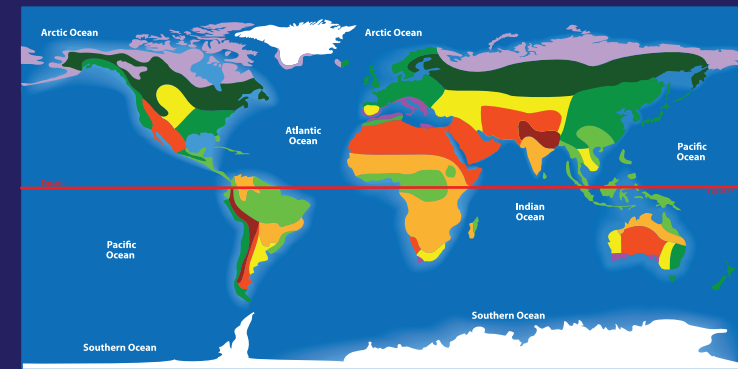 Arctic Ocean
Arctic Ocean
Atlantic
Ocean
Pacific
Ocean
Indian
Ocean
Pacific
Ocean
Southern Ocean
Southern Ocean